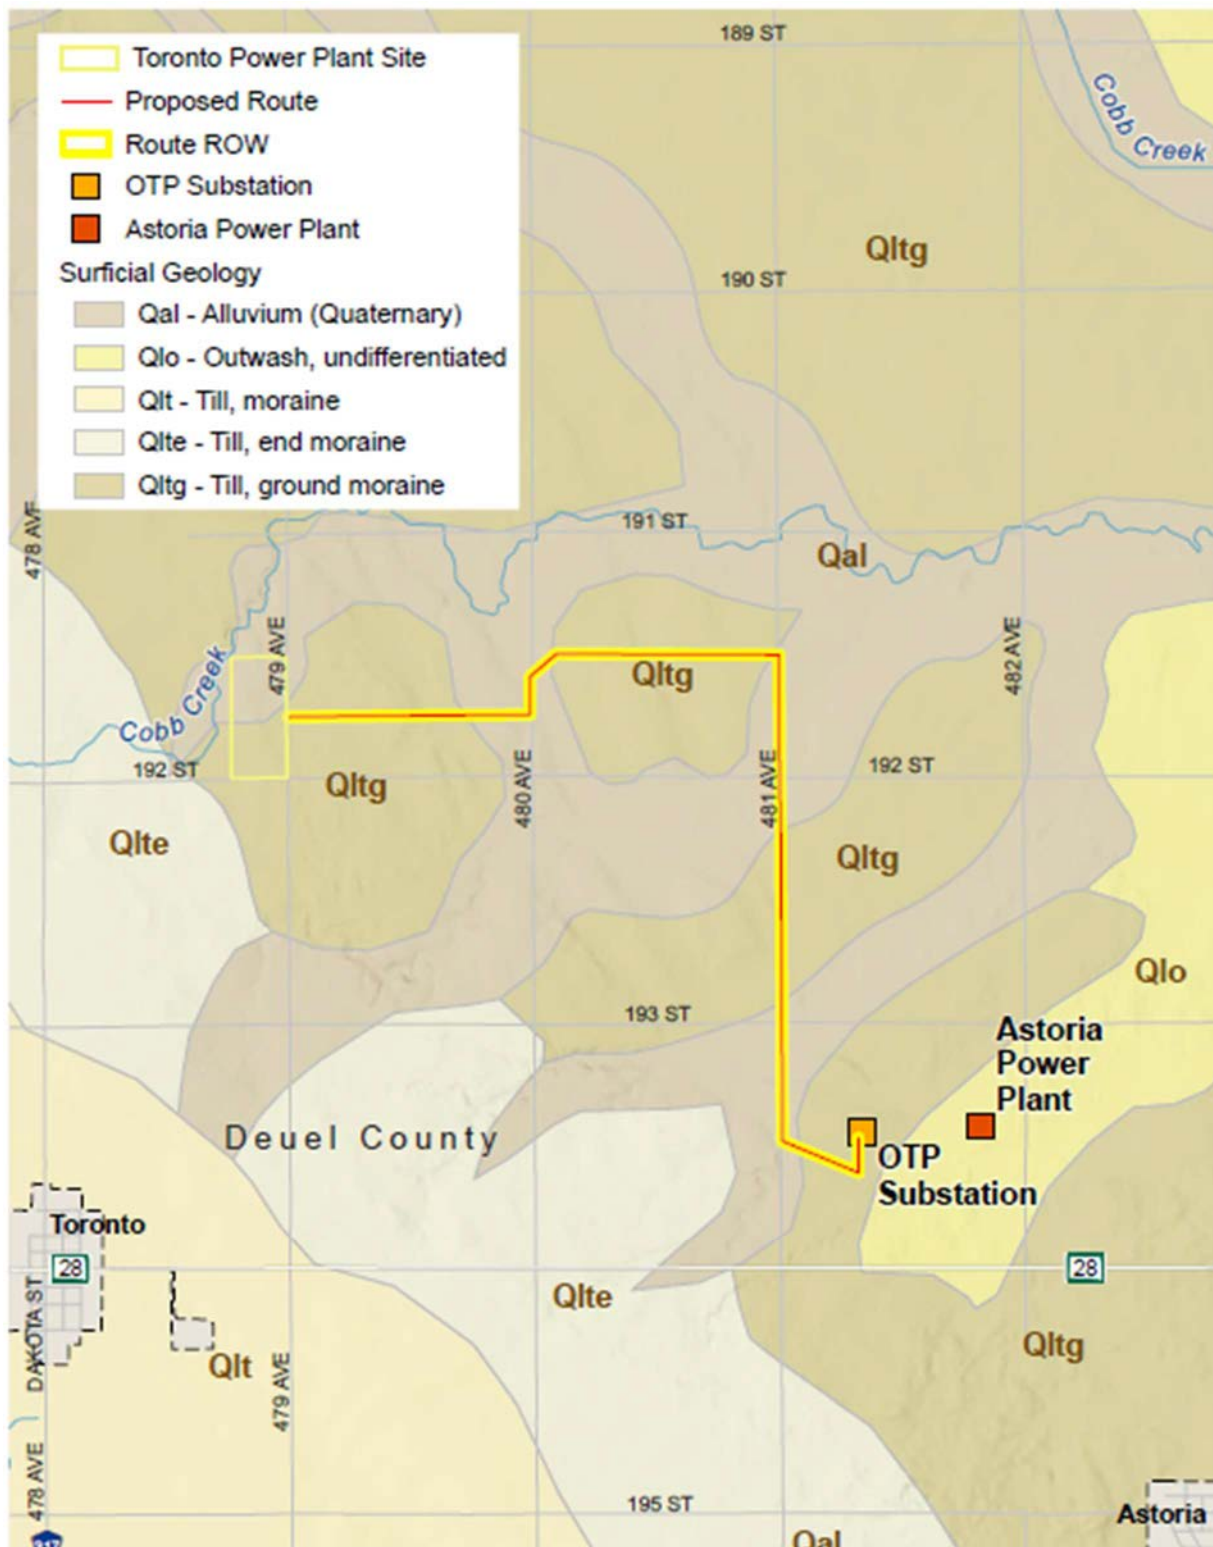 189 ST
Toronto Power Plant Site
Proposed Route
Route ROW
OTP Substation
Astoria Power Plant
Surficial Geology
Qal - Alluvium (Quaternary)
Qlo - Outwash, undifferentiated
Qlt - Till, moraine
Qlte - Till, end moraine
Qltg - Till, ground moraine
Cobb Creek
Qltg
190 ST
478 AVE
191 ST
Qal
479 AVE
482 AVE
Cobb Creek
Qltg
192 ST
Qltg
480 AVE
481 AVE
192 ST
Qlte
Qltg
Qlo
193 ST
Astoria
Power
Plant
Deuel County
OTP
Substation
Toronto
28
28
DAKOTA ST
Qlte
Qltg
Qlt
479 AVE
478 AVE
195 ST
Astoria
Qal